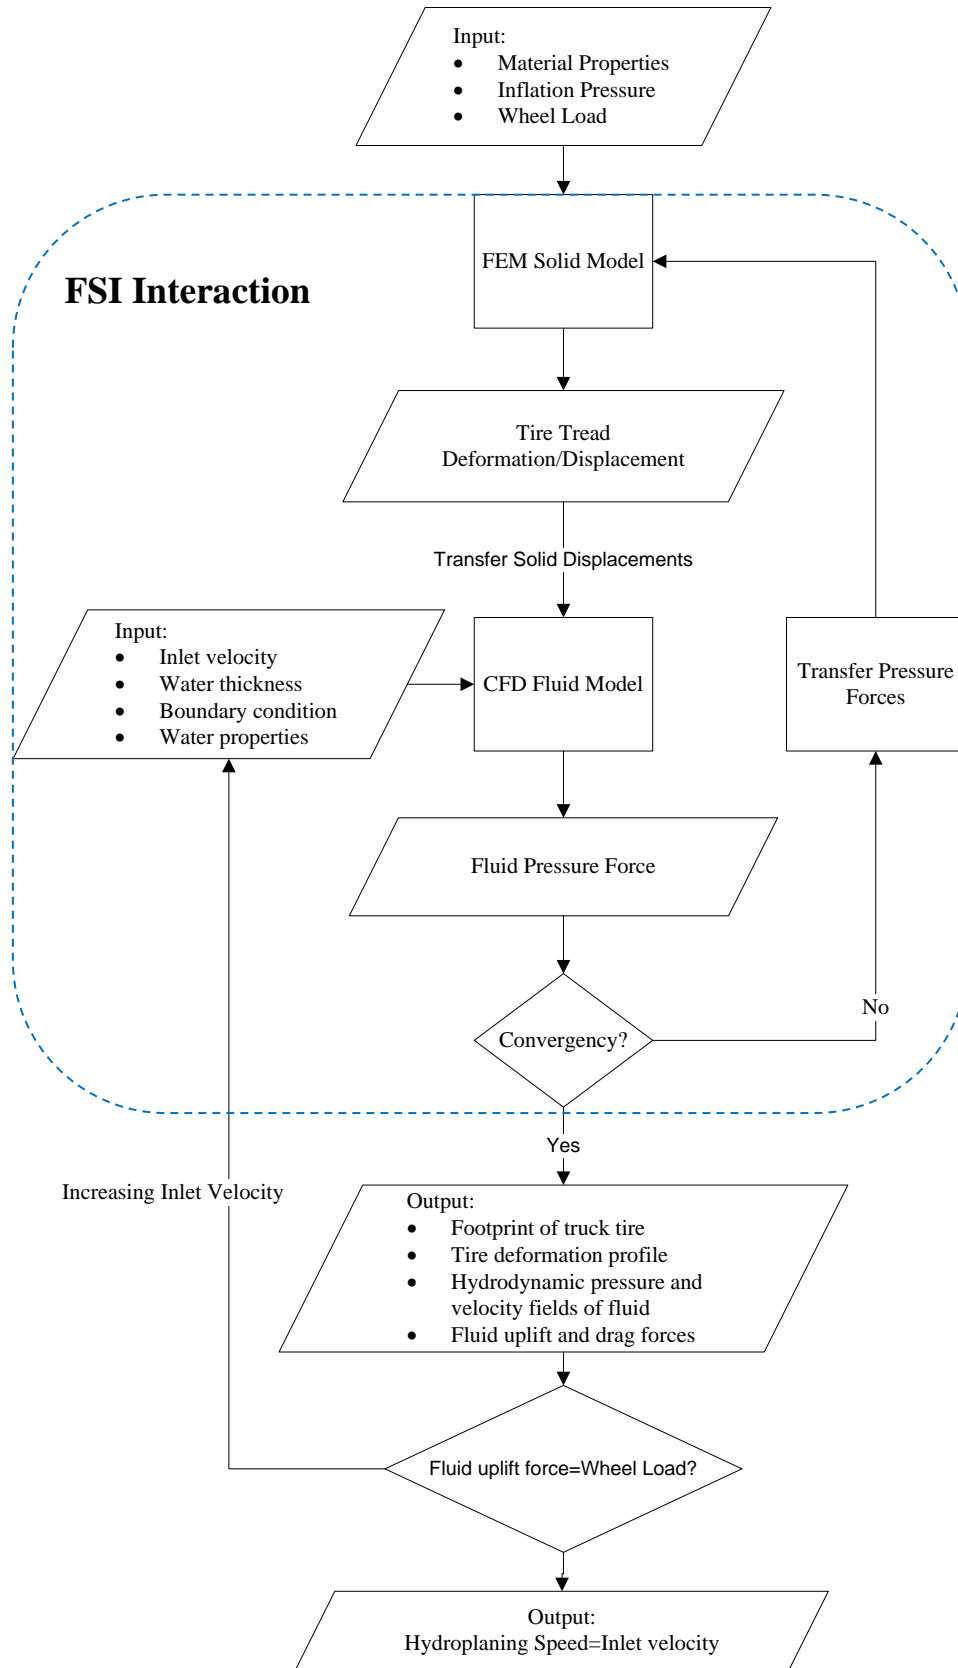 Input:
• Material Properties
• Inflation Pressure
• Wheel Load
FSI Interaction
FEM Solid Model
Tire Tread
Deformation/Displacement
Transfer Solid Displacements
Input:
• Inlet velocity
• Water thickness
• Boundary condition
• Water properties
CFD Fluid Model
Transfer Pressure
Forces
Fluid Pressure Force
Convergency?
No
Yes
Increasing Inlet Velocity
Output:
• Footprint of truck tire
• Tire deformation profile
• Hydrodynamic pressure and
velocity fields of fluid
• Fluid uplift and drag forces
Fluid uplift force=Wheel Load?
Output:
Hydroplaning Speed=Inlet velocity